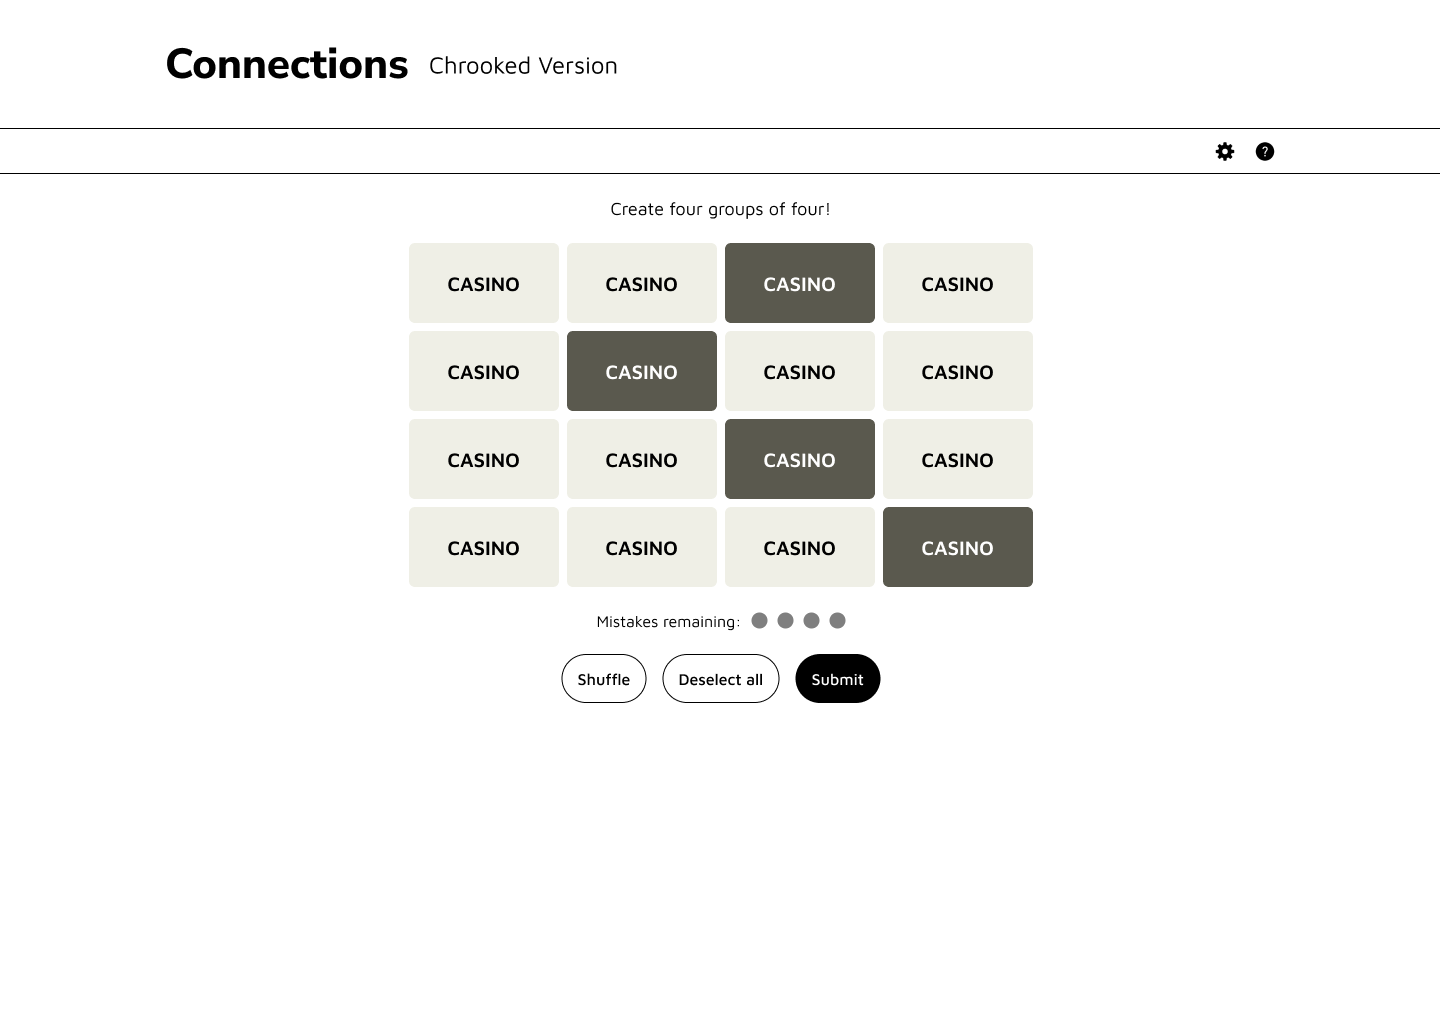 Connections Chrooked Version
Create four groups of four!
CASINO CASINO CASINO CASINO
CASINO CASINO CASINO CASINO
CASINO CASINO CASINO CASINO
CASINO CASINO CASINO CASINO
Mistakes remaining:
Shuffle Deselect all Submit